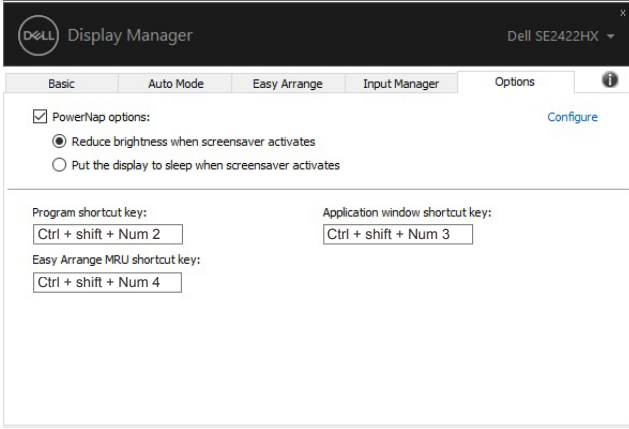 x
DELL Display Manager
Dell SE2422HX
Basic Auto Mode Easy Arrange Input Manager Options
PowerNap options:
Configure
Reduce brightness when screensaver activates
Put the display to sleep when screensaver activates
Program shortcut key:
Application window shortcut key:
Ctrl + shift + Num 2
Ctrl + shift + Num 3
Easy Arrange MRU shortcut key:
Ctrl + shift + Num 4